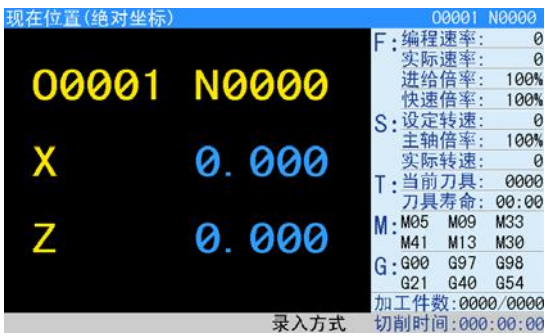 现在位置(绝对坐标) O0001 N0000
O0001 N0000
X 0.000
Z 0.000
F:编程速率: 0
实际速率: 0
进给倍率: 100%
快速倍率: 100%
S:设定转速: 0
主轴倍率: 100%
实际转速: 0
T:当前刀具: 0000
刀具寿命: 00:00
M:M05 M09 M33
M41 M13 M30
G:G00 G97 G98
G21 G40 G54
加工件数:0000/0000
录入方式 切削时间:000:00:00